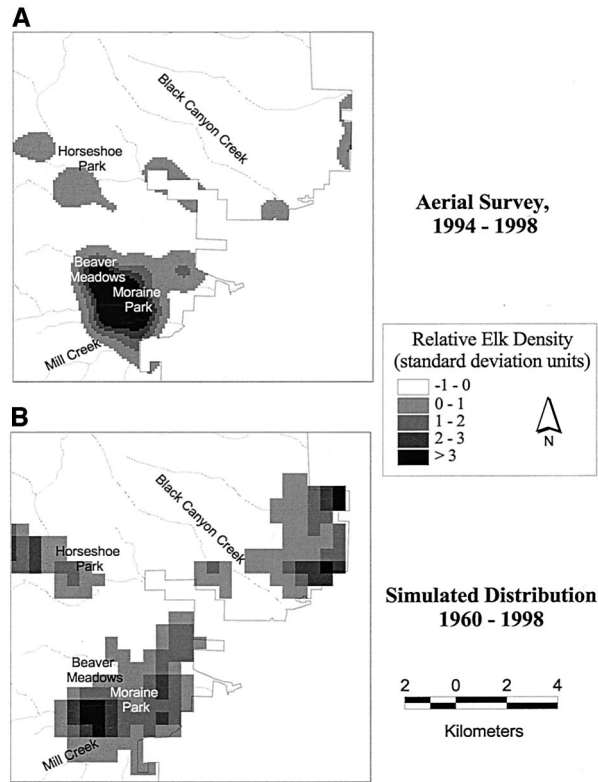 A
Black Canyon Creek
Horseshoe
Park
Beaver
Meadows
Moraine
Park
Mill Creek
Aerial Survey,
1994 - 1998
Relative Elk Density
(standard deviation units)
-1 - 0
0 - 1
1 - 2
2 - 3
> 3
N
B
Black Canyon Creek
Horseshoe
Park
Beaver
Meadows
Moraine
Park
Mill Creek
Simulated Distribution
1960 - 1998
2 0 2 4
Kilometers